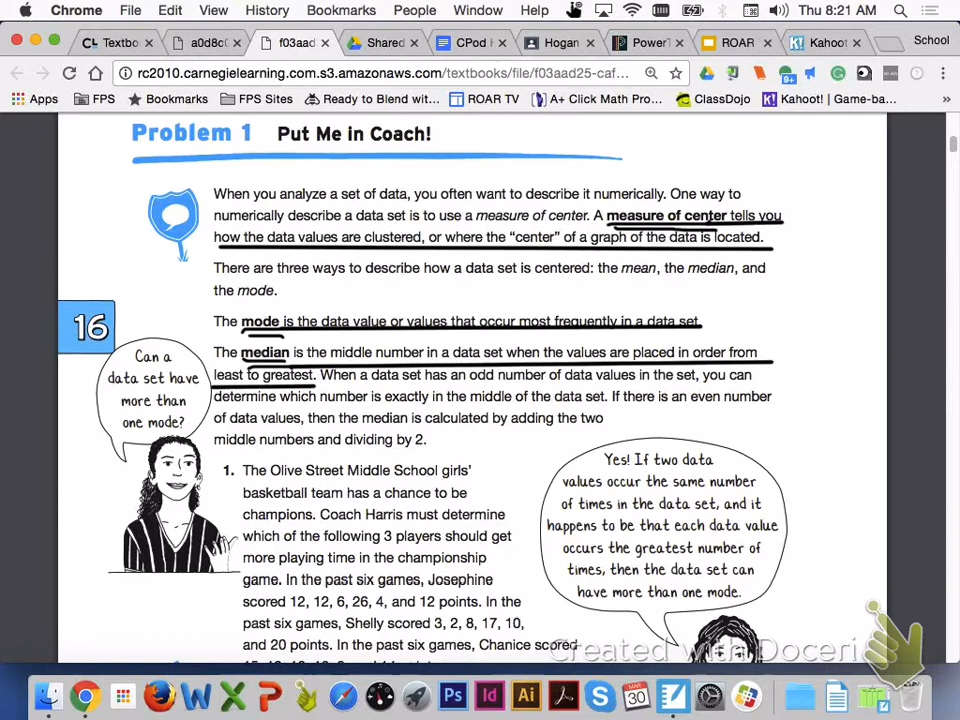 Chrome File Edit View History Bookmarks People Window Help Thu 8:21 AM
CL Textbo a0d8c0 f03aad Shared CPod Hogan PowerT ROAR Kahoot School
rc2010.carnegielearning.com.s3.amazonaws.com/textbooks/file/f03aad25-caf...
Apps FPS Bookmarks FPS Sites Ready to Blend wit... ROAR TV A+ Click Math Pro... ClassDojo Kahoot! | Game-ba... »
Problem 1 Put Me in Coach!
When you analyze a set of data, you often want to describe it numerically. One way to
numerically describe a data set is to use a measure of center. A measure of center tells you
how the data values are clustered, or where the “center” of a graph of the data is located.
There are three ways to describe how a data set is centered: the mean, the median, and
the mode.
16
The mode is the data value or values that occur most frequently in a data set.
The median is the middle number in a data set when the values are placed in order from
least to greatest. When a data set has an odd number of data values in the set, you can
determine which number is exactly in the middle of the data set. If there is an even number
of data values, then the median is calculated by adding the two
middle numbers and dividing by 2.
Can a
data set have
more than
one mode?
1. The Olive Street Middle School girls’
basketball team has a chance to be
champions. Coach Harris must determine
which of the following 3 players should get
more playing time in the championship
game. In the past six games, Josephine
scored 12, 12, 6, 26, 4, and 12 points. In the
past six games, Shelly scored 3, 2, 8, 17, 10,
and 20 points. In the past six games, Chanice scored
Yes! If two data
values occur the same number
of times in the data set, and it
happens to be that each data value
occurs the greatest number of
times, then the data set can
have more than one mode.
Created with Doceri
Ps Id Ai
30